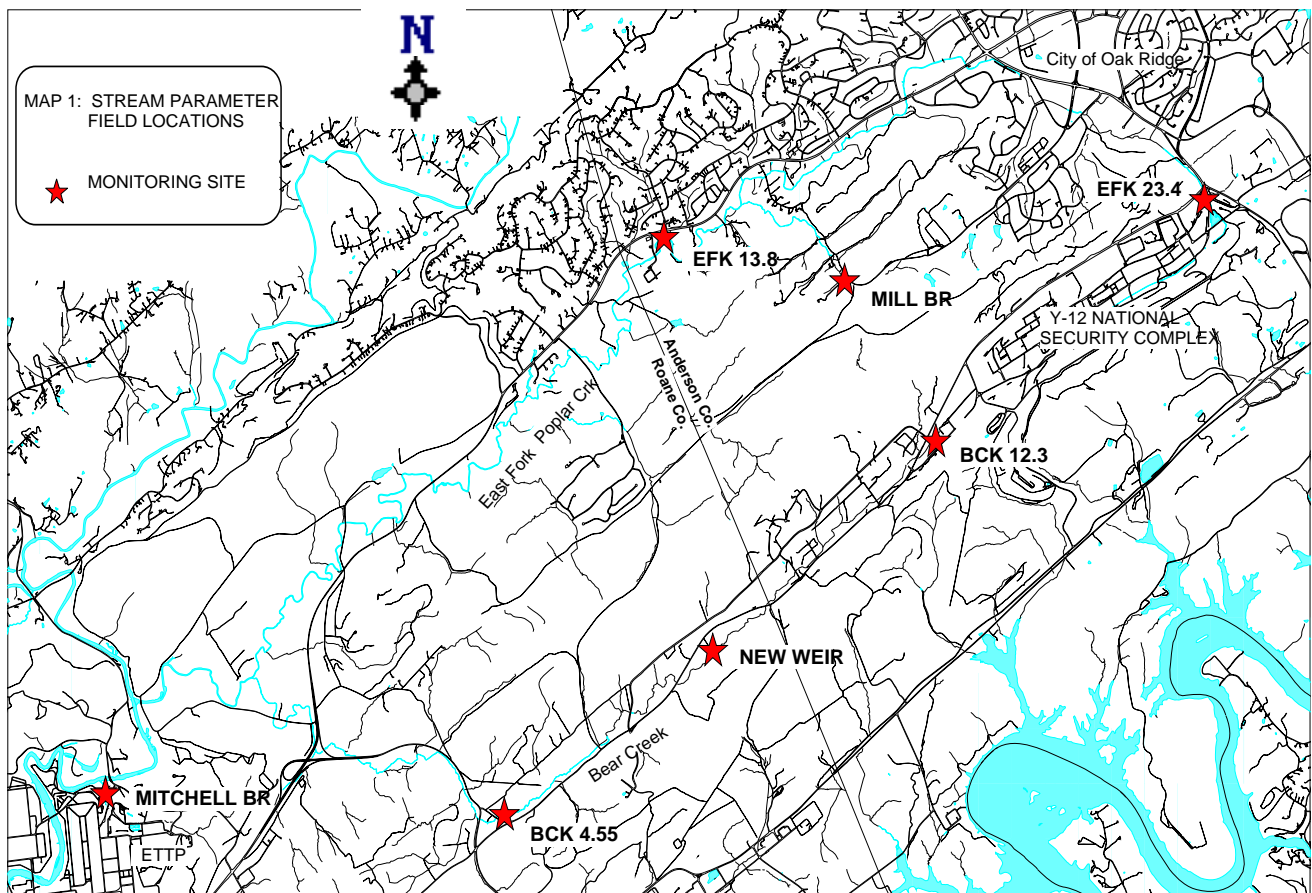 N
City of Oak Ridge
MAP 1: STREAM PARAMETER
FIELD LOCATIONS
MONITORING SITE
EFK 23.4
EFK 13.8
MILL BR
Y-12 NATIONAL
SECURITY COMPLEX
Anderson Co.
Roane Co.
East Fork Poplar Crk
BCK 12.3
NEW WEIR
Bear Creek
MITCHELL BR
BCK 4.55
ETTP